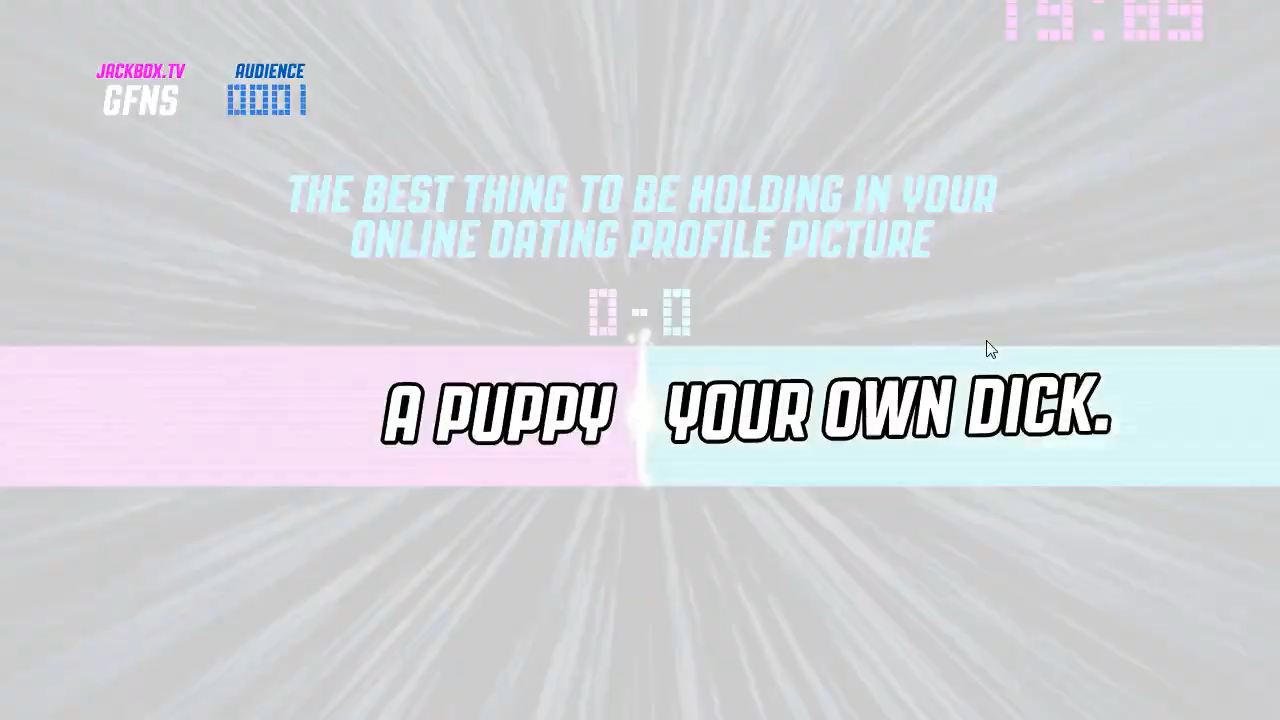 JACKBOX.TV
GFNS
AUDIENCE
0001
THE BEST THING TO BE HOLDING IN YOUR
ONLINE DATING PROFILE PICTURE
0-0
A PUPPY
YOUR OWN DICK.